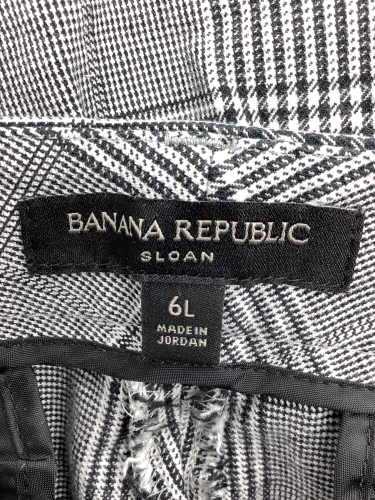 BANANA REPUBLIC
SLOAN
6L
MADE IN
JORDAN